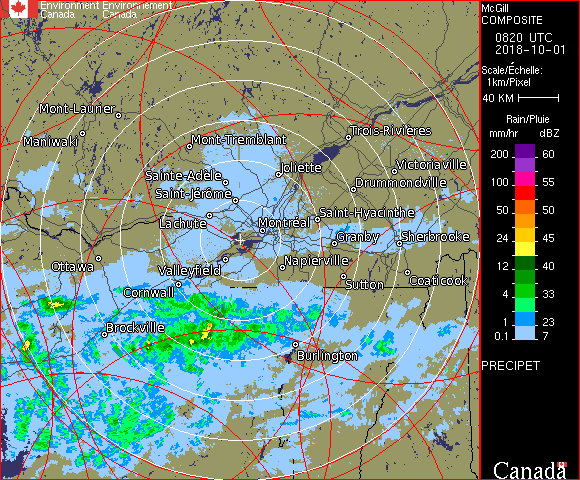 Environment Environnement
Canada Canada
McGill
COMPOSITE
0820 UTC
2018-10-01
Scale/Échelle:
1km/Pixel
40 KM
Rain/Pluie
mm/hr dBZ
200 60
100 55
50 50
24 45
12 40
4 33
1 23
0.1 7
PRECIPET
Canada
Mont-Laurier
Maniwaki
Mont-Tremblant
Trois-Rivières
Joliette
Victoriaville
Sainte-Adèle
Drummondville
Saint-Jérôme
Saint-Hyacinthe
Lachute
Montréal
Granby
Sherbrooke
Ottawa
Valleyfield
Napierville
Sutton
Coaticook
Cornwall
Brockville
Burlington